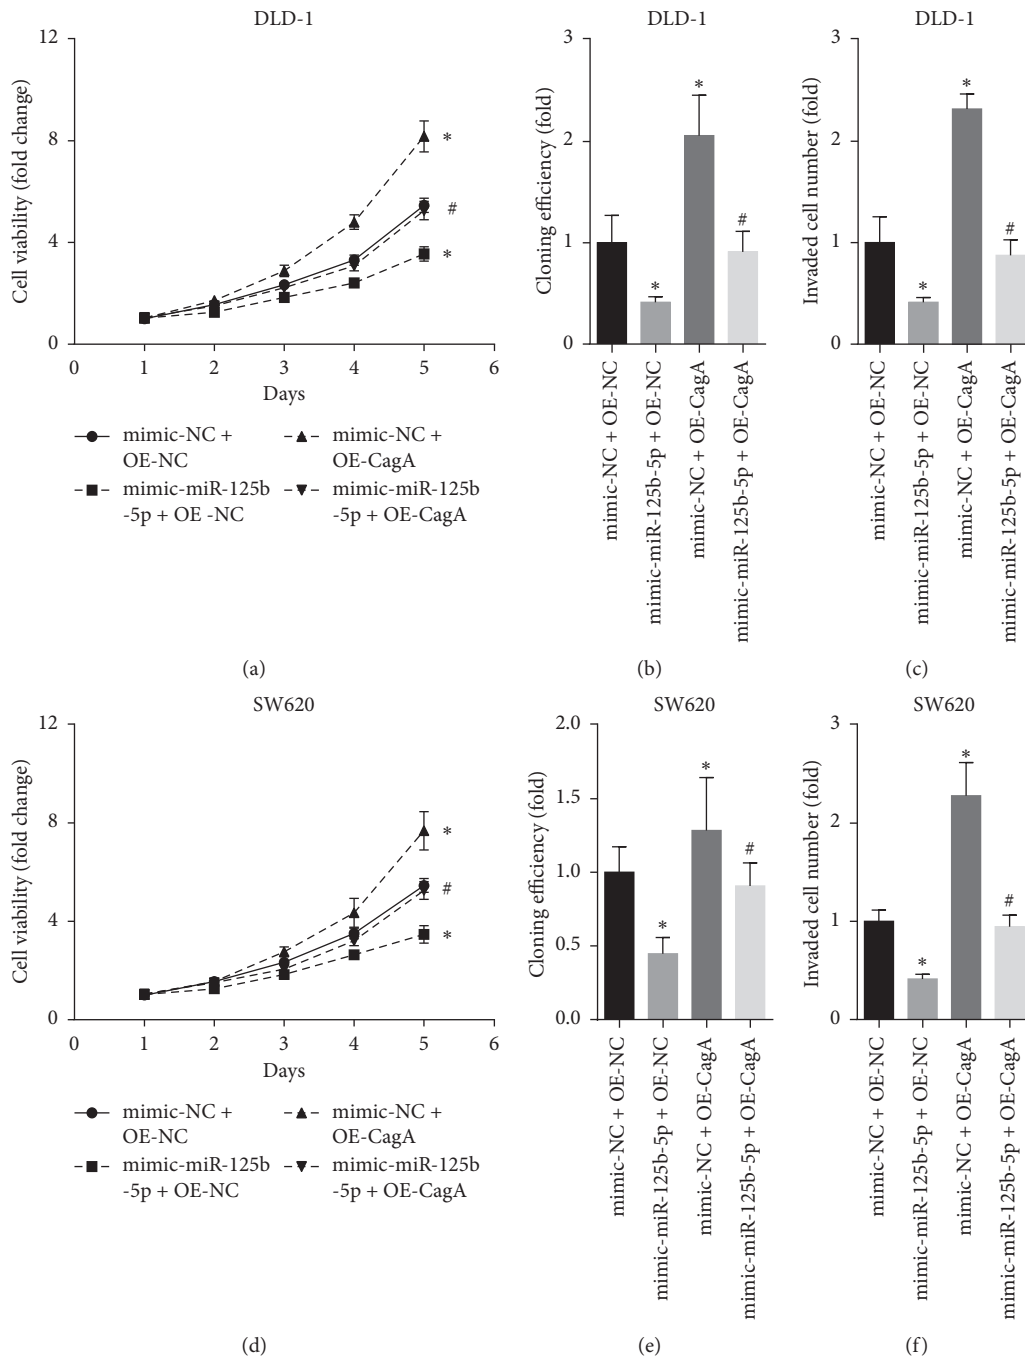 DLD-1
Cell viability (fold change)
12
8
4
0
*
#
*
0 1 2 3 4 5 6
Days
mimic-NC +
OE-NC
mimic-miR-125b
-5p + OE -NC
mimic-NC +
OE-CagA
mimic-miR-125b
-5p + OE-CagA
(a)
DLD-1
Cloning efficiency (fold)
3
2
1
0
*
*
#
mimic-NC + OE-NC
mimic-miR-125b-5p + OE-NC
mimic-NC + OE-CagA
mimic-miR-125b-5p + OE-CagA
(b)
DLD-1
Invaded cell number (fold)
3
2
1
0
*
*
#
mimic-NC + OE-NC
mimic-miR-125b-5p + OE-NC
mimic-NC + OE-CagA
mimic-miR-125b-5p + OE-CagA
(c)
SW620
Cell viability (fold change)
12
8
4
0
*
#
*
0 1 2 3 4 5 6
Days
mimic-NC +
OE-NC
mimic-miR-125b
-5p + OE-NC
mimic-NC +
OE-CagA
mimic-miR-125b
-5p + OE-CagA
(d)
SW620
Cloning efficiency (fold)
2.0
1.5
1.0
0.5
0.0
*
*
#
mimic-NC + OE-NC
mimic-miR-125b-5p + OE-NC
mimic-NC + OE-CagA
mimic-miR-125b-5p + OE-CagA
(e)
SW620
Invaded cell number (fold)
3
2
1
0
*
*
#
mimic-NC + OE-NC
mimic-miR-125b-5p + OE-NC
mimic-NC + OE-CagA
mimic-miR-125b-5p + OE-CagA
(f)